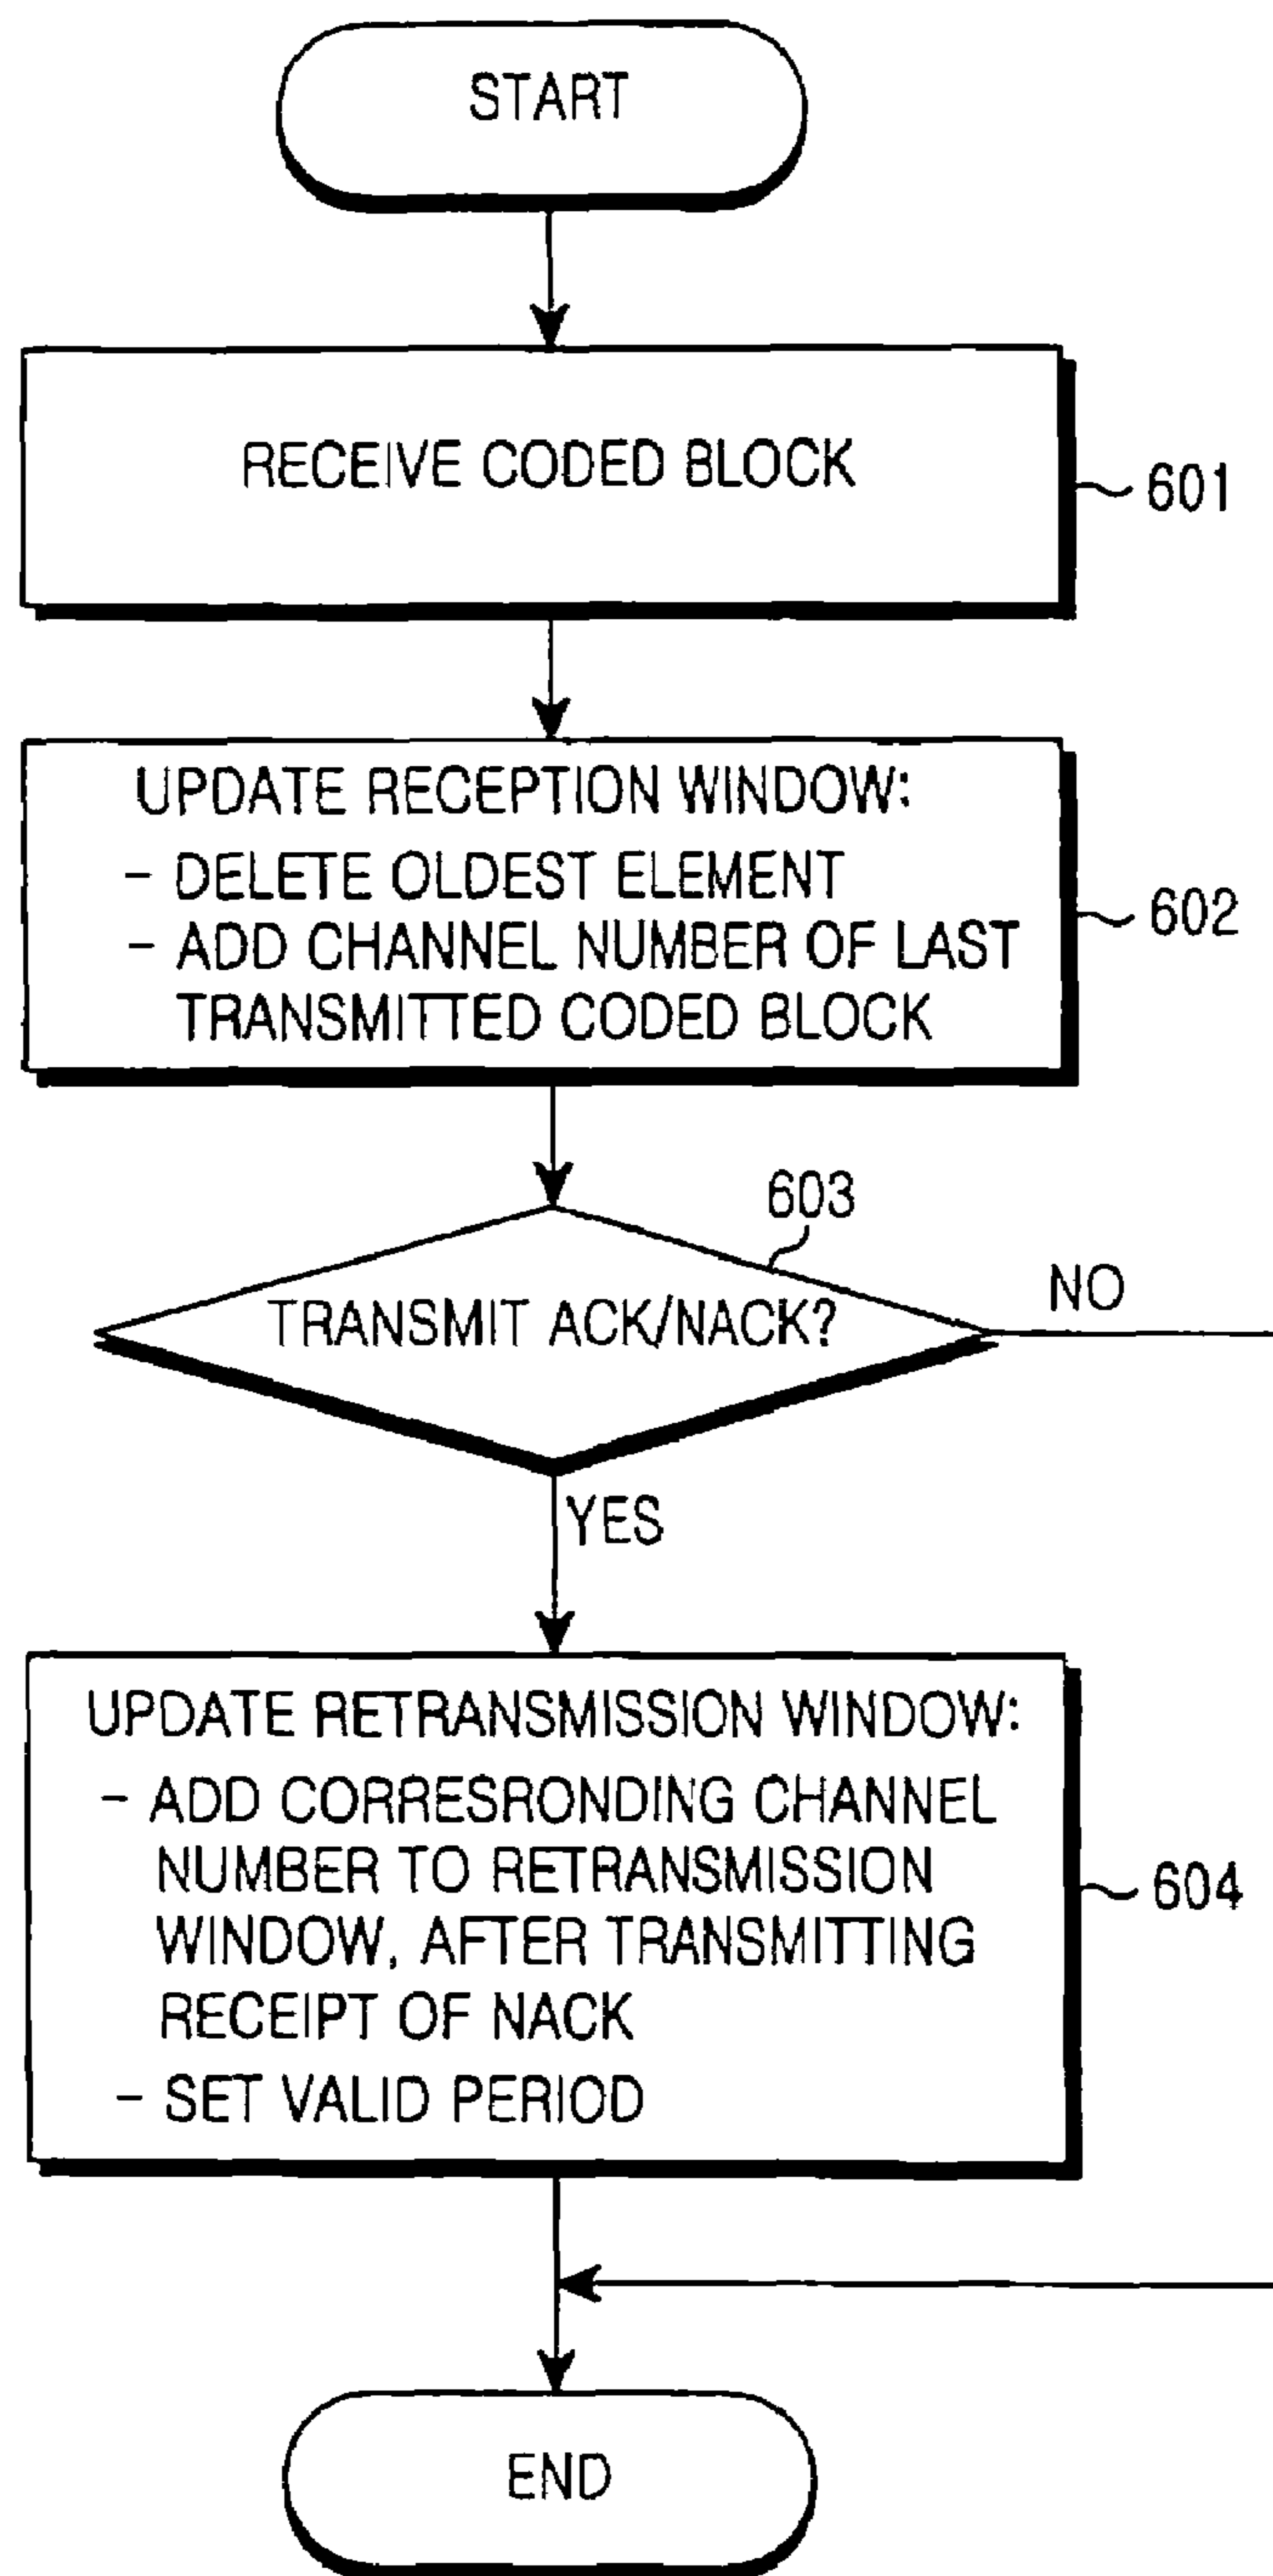 START
RECEIVE CODED BLOCK
601
UPDATE RECEPTION WINDOW:
- DELETE OLDEST ELEMENT
- ADD CHANNEL NUMBER OF LAST
TRANSMITTED CODED BLOCK
602
603
TRANSMIT ACK/NACK?
NO
YES
UPDATE RETRANSMISSION WINDOW:
- ADD CORRESRONDING CHANNEL
NUMBER TO RETRANSMISSION
WINDOW, AFTER TRANSMITTING
RECEIPT OF NACK
- SET VALID PERIOD
604
END